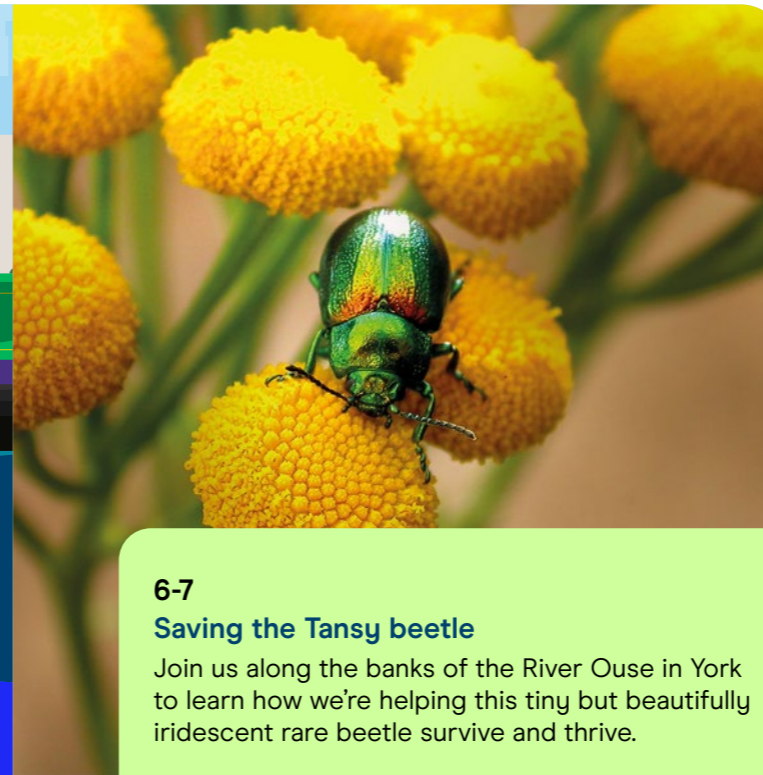 6-7
Saving the Tansy beetle
Join us along the banks of the River Ouse in York
to learn how we're helping this tiny but beautifully
iridescent rare beetle survive and thrive.